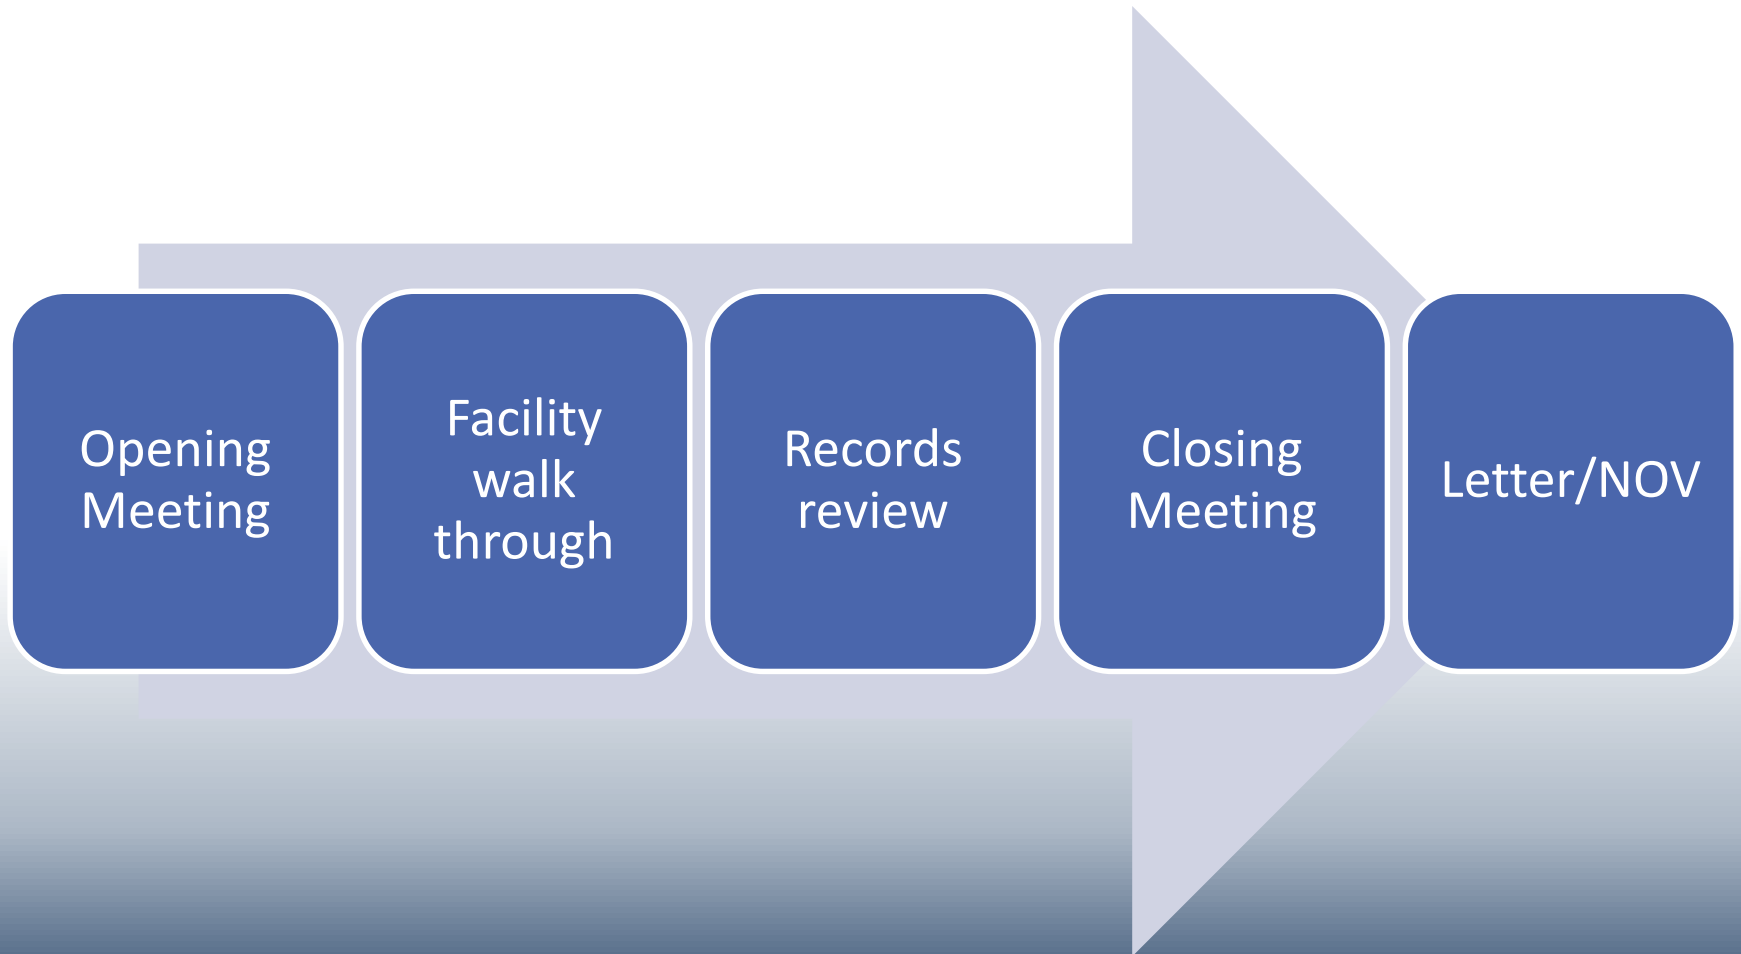 Opening
Meeting
Facility
walk
through
Records
review
Closing
Meeting
Letter/NOV